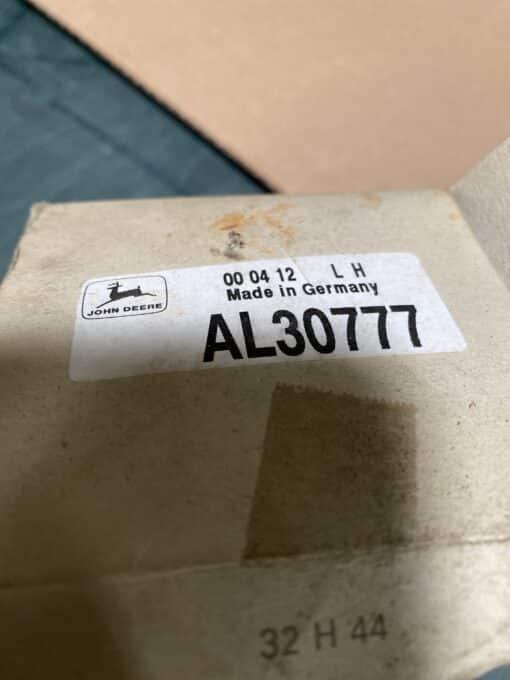 00 04 12 L H
JOHN DEERE
Made in Germany
AL30777
32 H 44